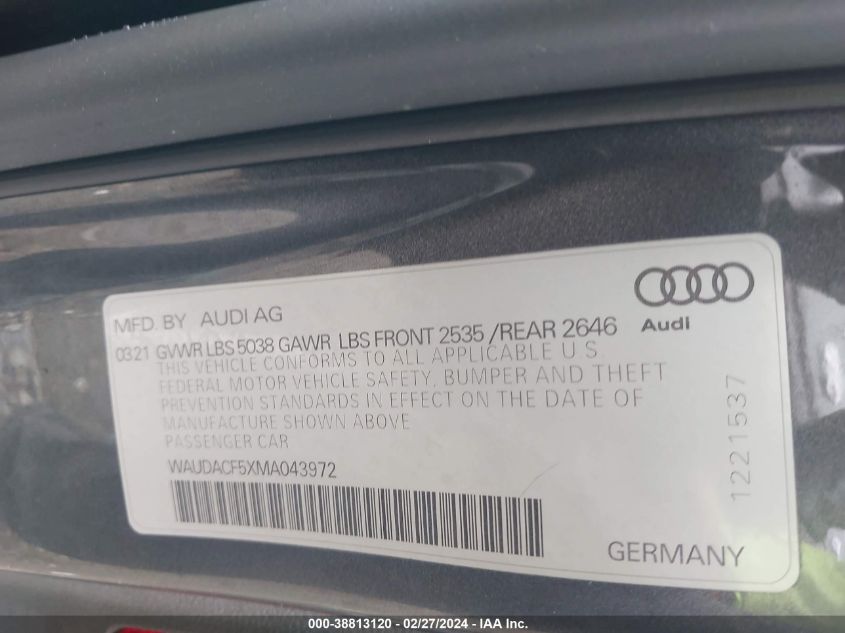 MFD. BY AUDI AG
0321 GVWR LBS 5038 GAWR LBS FRONT 2535 /REAR 2646
THIS VEHICLE CONFORMS TO ALL APPLICABLE U.S.
FEDERAL MOTOR VEHICLE SAFETY, BUMPER AND THEFT
PREVENTION STANDARDS IN EFFECT ON THE DATE OF
MANUFACTURE SHOWN ABOVE
PASSENGER CAR
WAUDACF5XMA043972
Audi
1221537
GERMANY
000-38813120 - 02/27/2024 - IAA Inc.